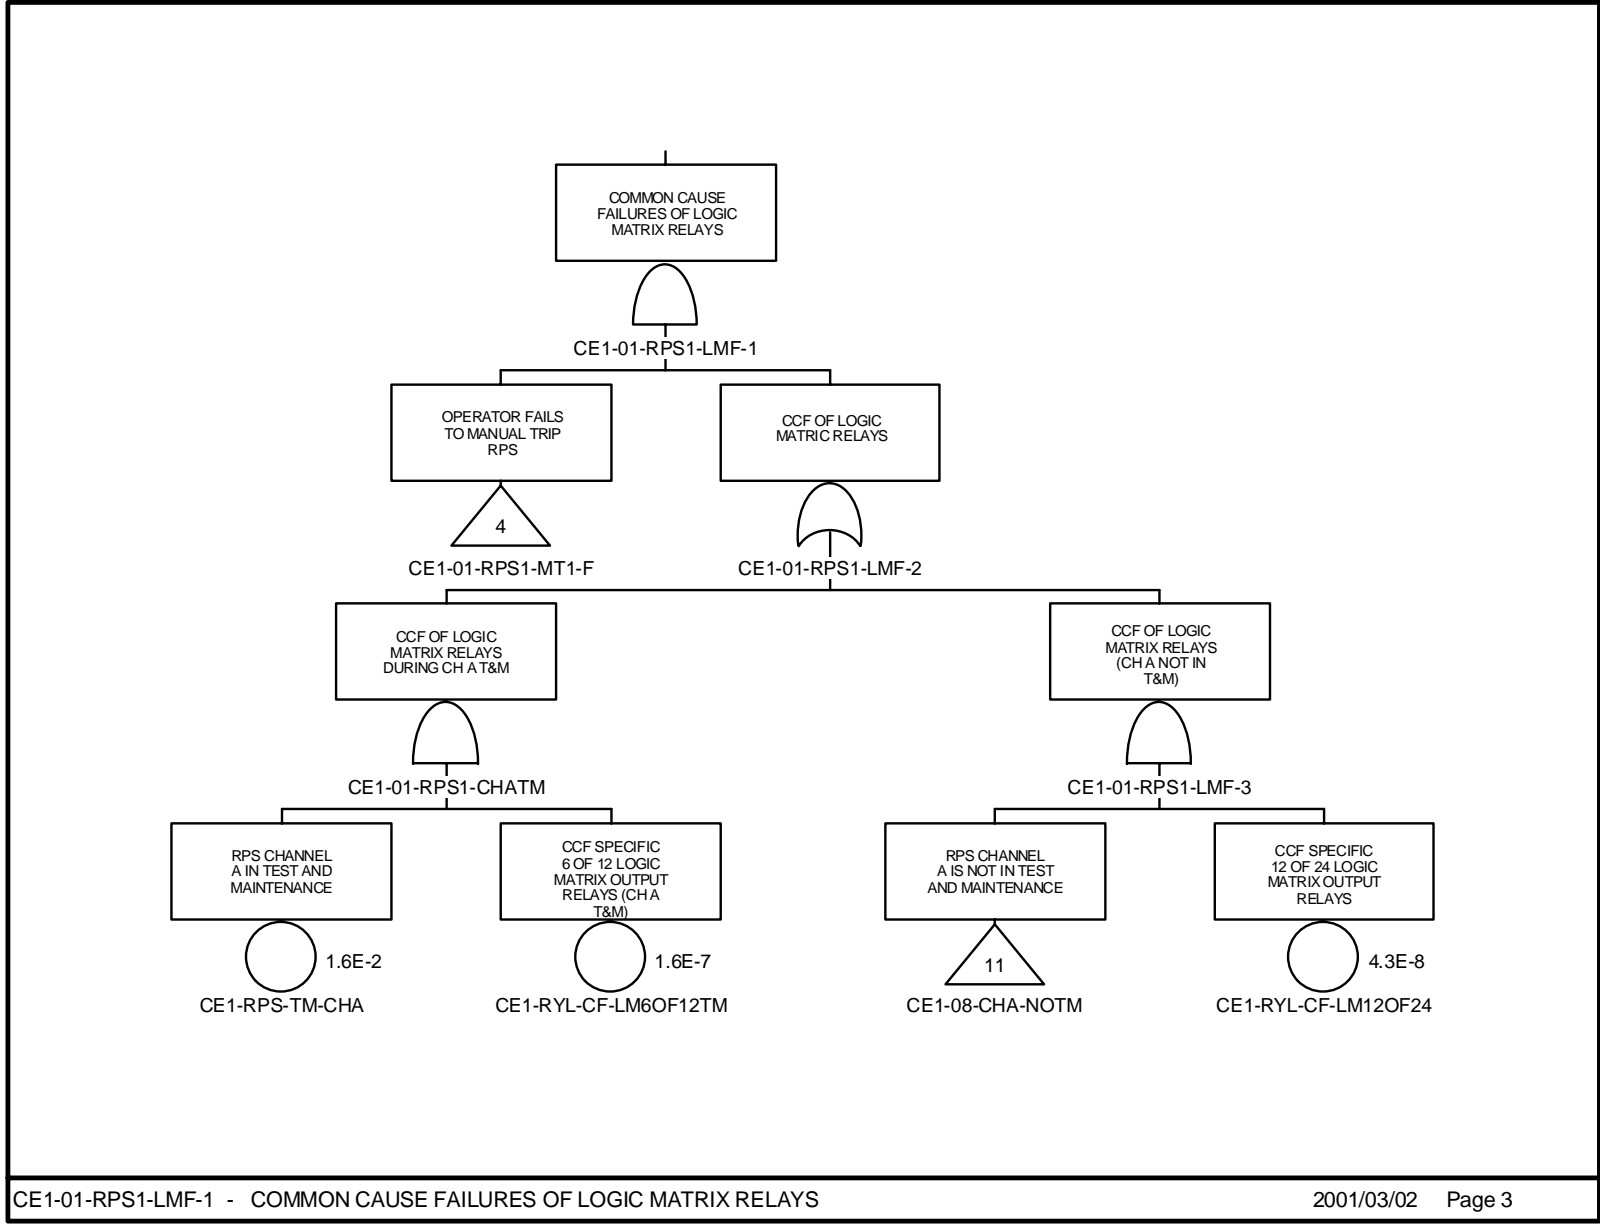 COMMON CAUSE
FAILURES OF LOGIC
MATRIX RELAYS
CE1-01-RPS1-LMF-1
OPERATOR FAILS
TO MANUAL TRIP
RPS
4
CE1-01-RPS1-MT1-F
CCF OF LOGIC
MATRIC RELAYS
CE1-01-RPS1-LMF-2
CCF OF LOGIC
MATRIX RELAYS
DURING CH A T&M
CE1-01-RPS1-CHATM
CCF OF LOGIC
MATRIX RELAYS
(CH A NOT IN
T&M)
CE1-01-RPS1-LMF-3
RPS CHANNEL
A IN TEST AND
MAINTENANCE
1.6E-2
CE1-RPS-TM-CHA
CCF SPECIFIC
6 OF 12 LOGIC
MATRIX OUTPUT
RELAYS (CH A
T&M)
1.6E-7
CE1-RYL-CF-LM6OF12TM
RPS CHANNEL
A IS NOT IN TEST
AND MAINTENANCE
11
CE1-08-CHA-NOTM
CCF SPECIFIC
12 OF 24 LOGIC
MATRIX OUTPUT
RELAYS
4.3E-8
CE1-RYL-CF-LM12OF24
CE1-01-RPS1-LMF-1 - COMMON CAUSE FAILURES OF LOGIC MATRIX RELAYS
2001/03/02 Page 3